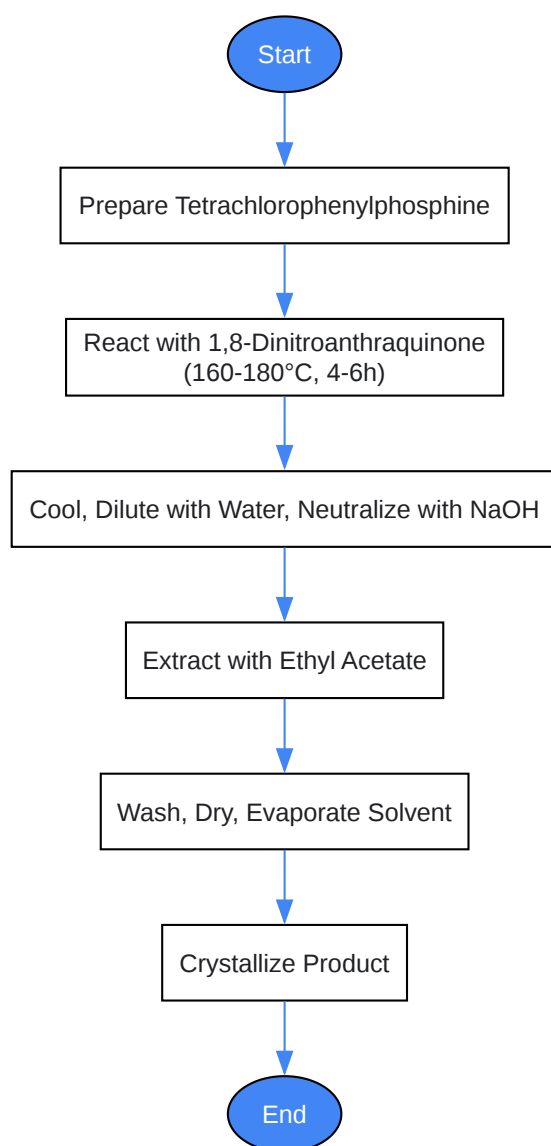 Start
Prepare Tetrachlorophenylphosphine
React with 1,8-Dinitroanthraquinone
(160-180°C, 4-6h)
Cool, Dilute with Water, Neutralize with NaOH
Extract with Ethyl Acetate
Wash, Dry, Evaporate Solvent
Crystallize Product
End